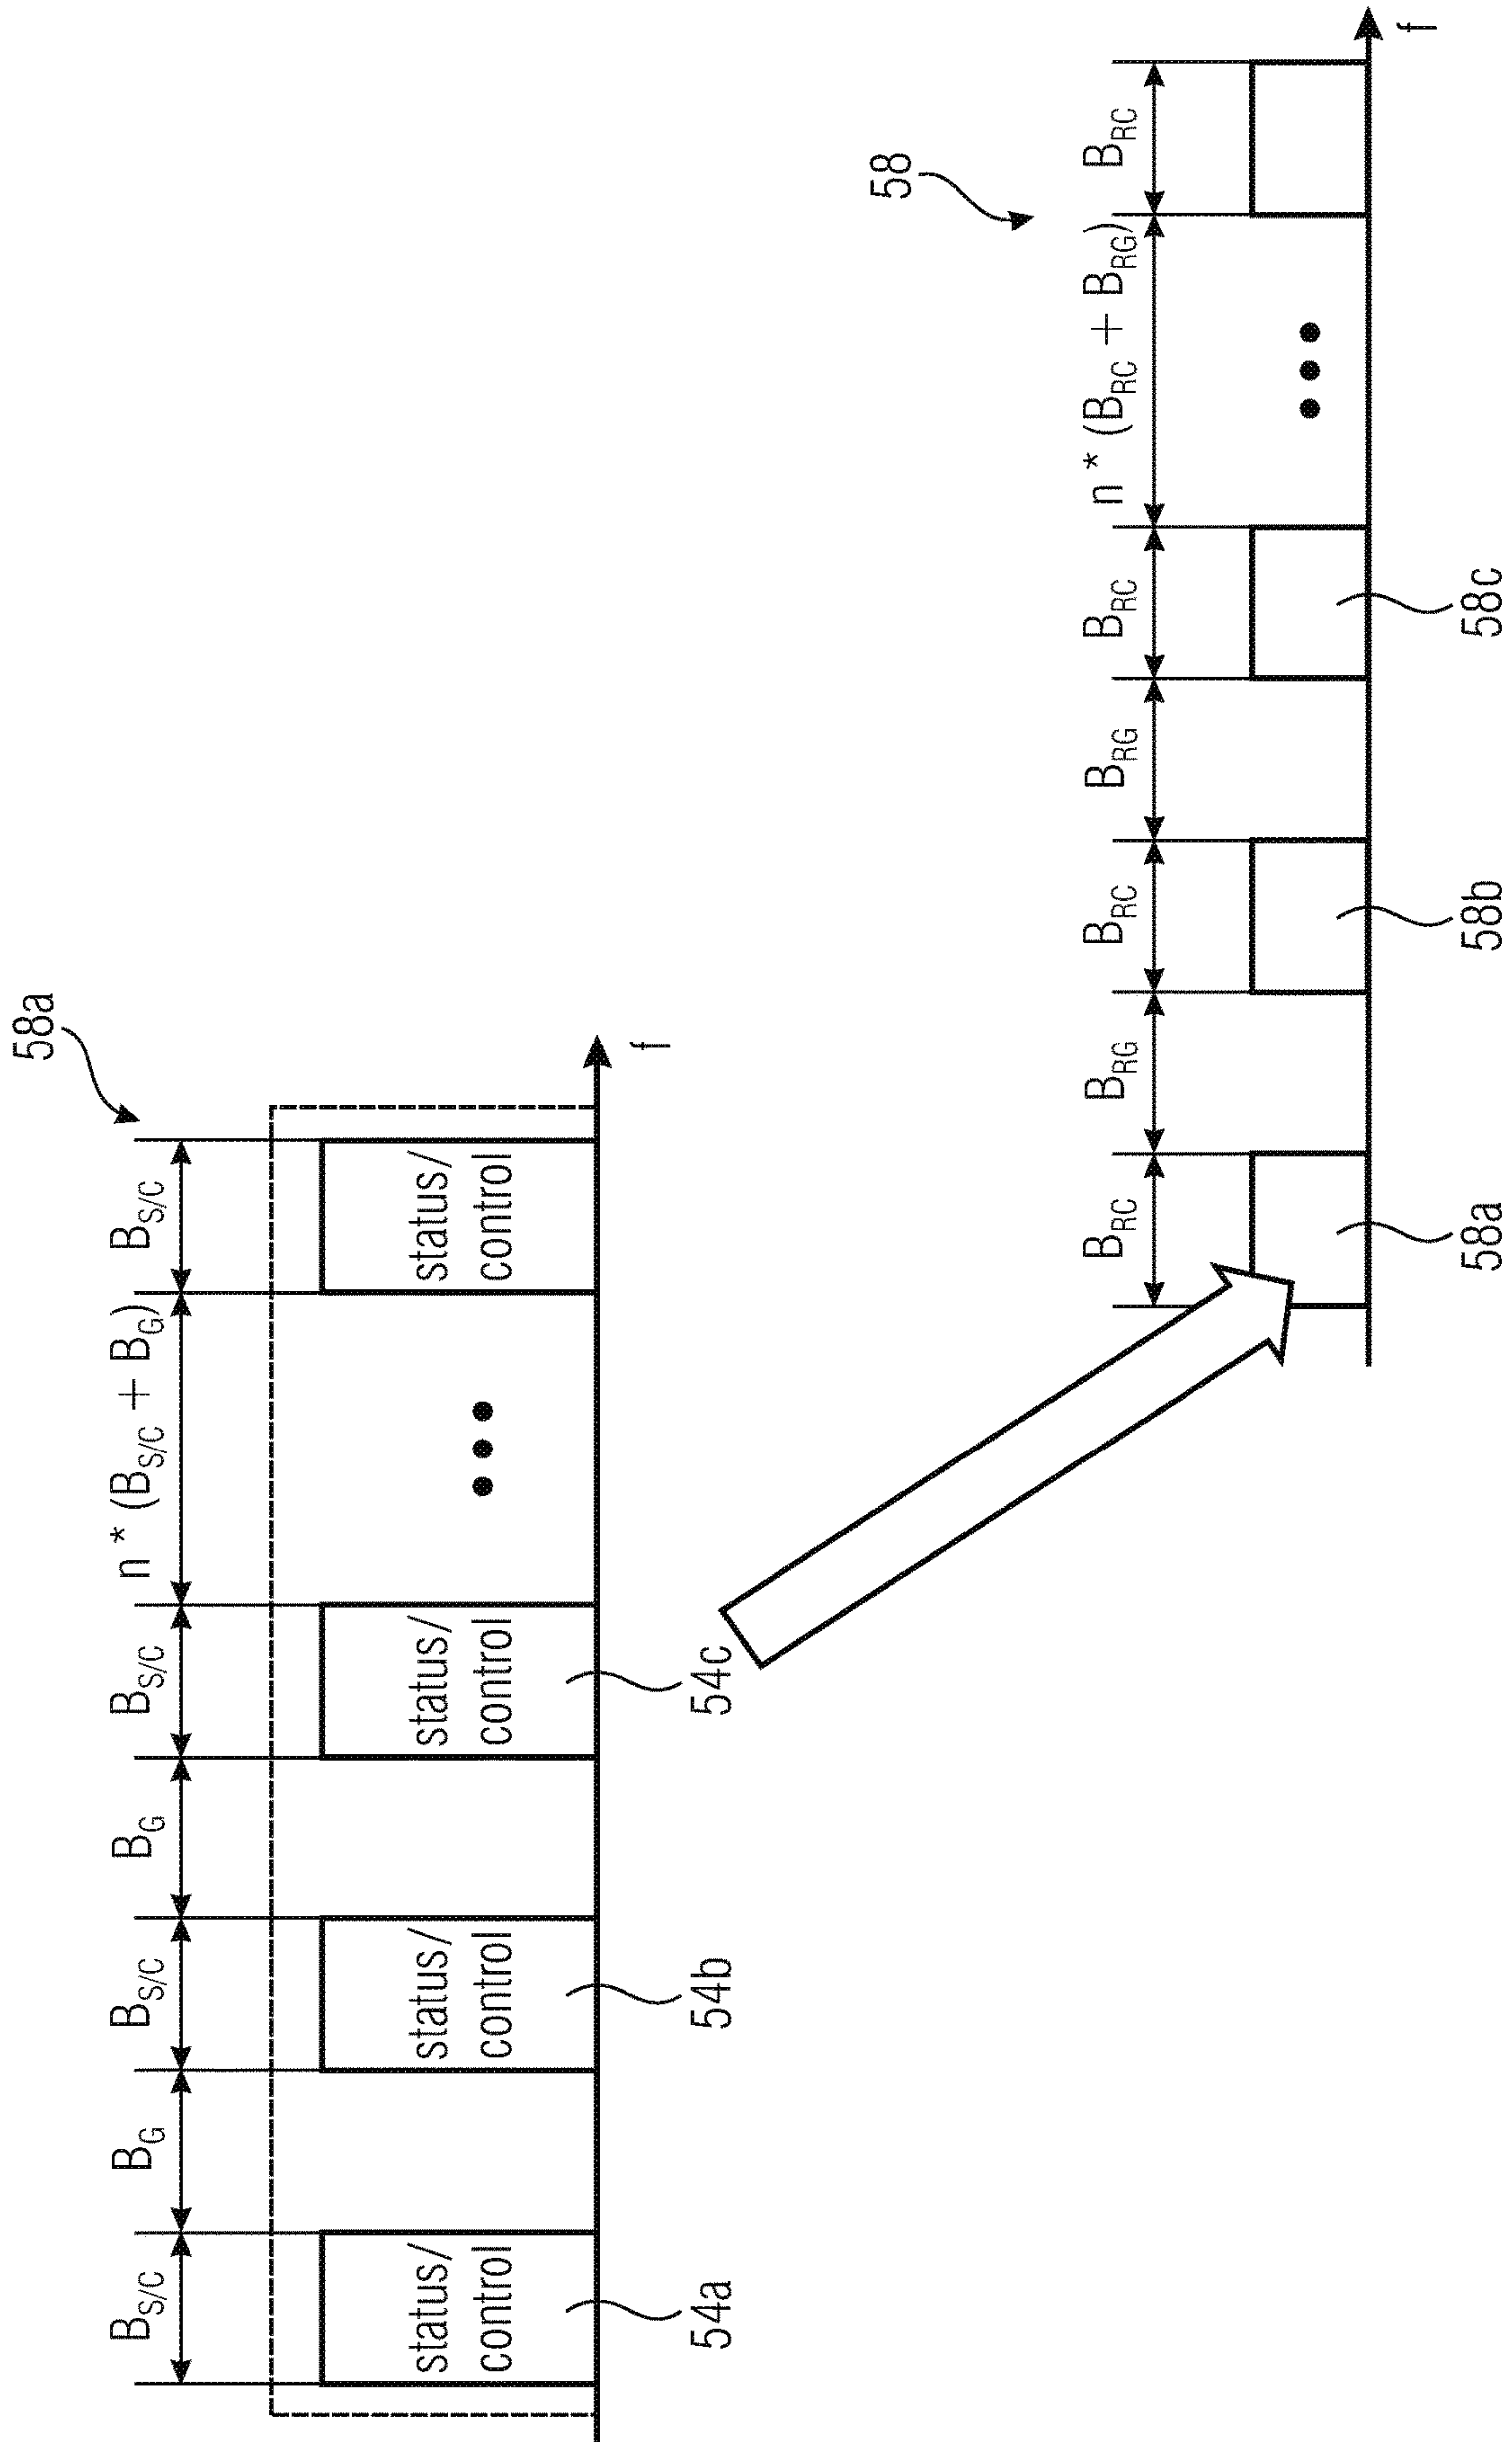 58a
B_S/C
B_G
B_S/C
B_G
B_S/C
n * (B_S/C + B_G)
B_S/C
status/
control
status/
control
status/
control
status/
control
f
54a
54b
54c
58
B_RC
B_RG
B_RC
B_RG
B_RC
n * (B_RC + B_RG)
B_RC
f
58a
58b
58c